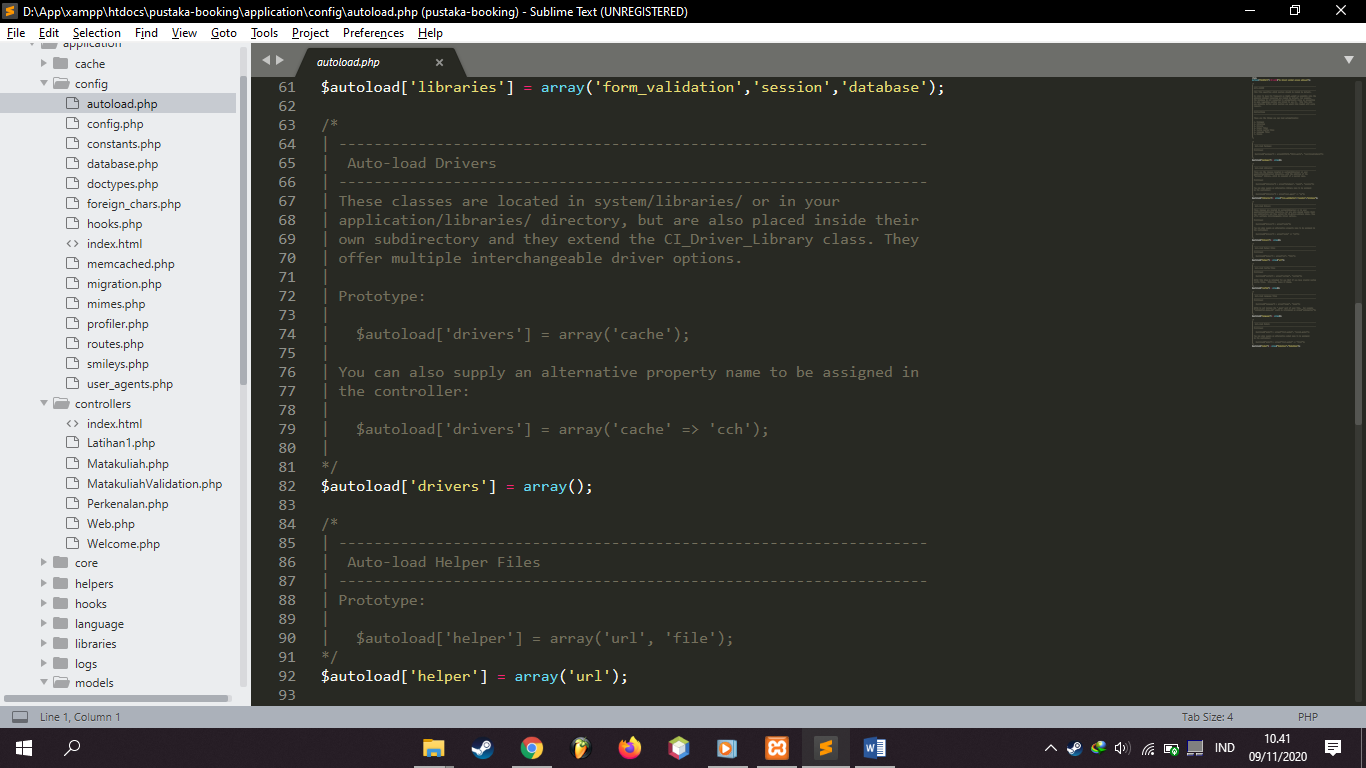 D:\App\xampp\htdocs\pustaka-booking\application\config\autoload.php (pustaka-booking) - Sublime Text (UNREGISTERED)
File Edit Selection Find View Goto Tools Project Preferences Help
application
cache
config
autoload.php
config.php
constants.php
database.php
doctypes.php
foreign_chars.php
hooks.php
index.html
memcached.php
migration.php
mimes.php
profiler.php
routes.php
smileys.php
user_agents.php
controllers
index.html
Latihan1.php
Matakuliah.php
MatakuliahValidation.php
Perkenalan.php
Web.php
Welcome.php
core
helpers
hooks
language
libraries
logs
models
autoload.php
61 $autoload['libraries'] = array('form_validation','session','database');
62
63 /*
64 | -------------------------------------------------------------------
65 |  Auto-load Drivers
66 | -------------------------------------------------------------------
67 | These classes are located in system/libraries/ or in your
68 | application/libraries/ directory, but are also placed inside their
69 | own subdirectory and they extend the CI_Driver_Library class. They
70 | offer multiple interchangeable driver options.
71 |
72 | Prototype:
73 |
74 |   $autoload['drivers'] = array('cache');
75 |
76 | You can also supply an alternative property name to be assigned in
77 | the controller:
78 |
79 |   $autoload['drivers'] = array('cache' => 'cch');
80 |
81 */
82 $autoload['drivers'] = array();
83
84 /*
85 | -------------------------------------------------------------------
86 |  Auto-load Helper Files
87 | -------------------------------------------------------------------
88 | Prototype:
89 |
90 |   $autoload['helper'] = array('url', 'file');
91 */
92 $autoload['helper'] = array('url');
93
Line 1, Column 1
Tab Size: 4
PHP
IND
10.41
09/11/2020